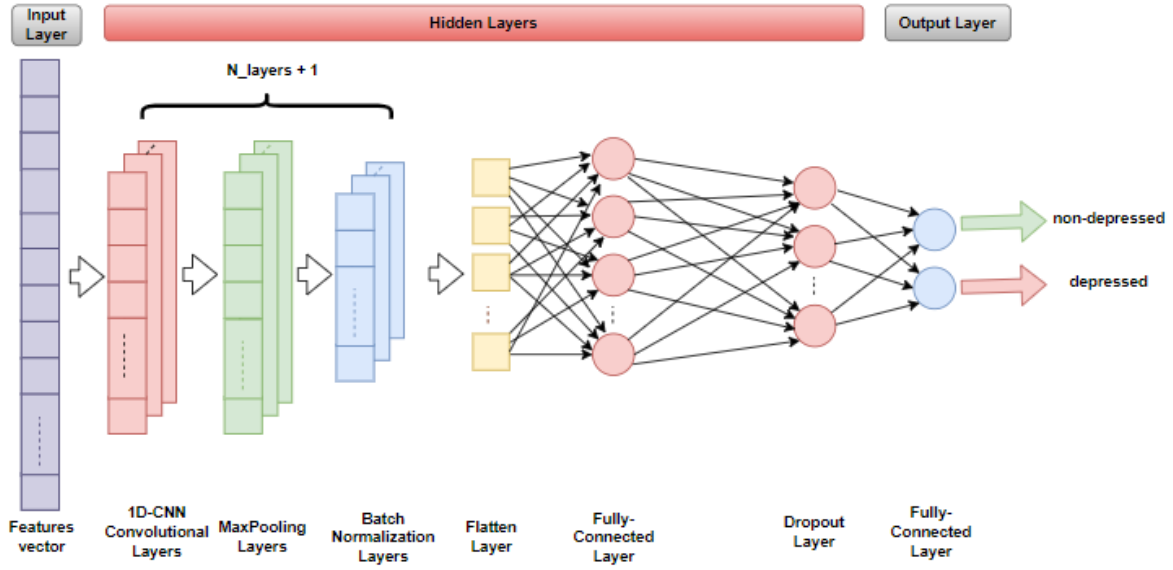 Input
Layer
Hidden Layers
Output Layer
N_layers + 1
non-depressed
depressed
Features
vector
1D-CNN
Convolutional
Layers
MaxPooling
Layers
Batch
Normalization
Layers
Flatten
Layer
Fully-
Connected
Layer
Dropout
Layer
Fully-
Connected
Layer